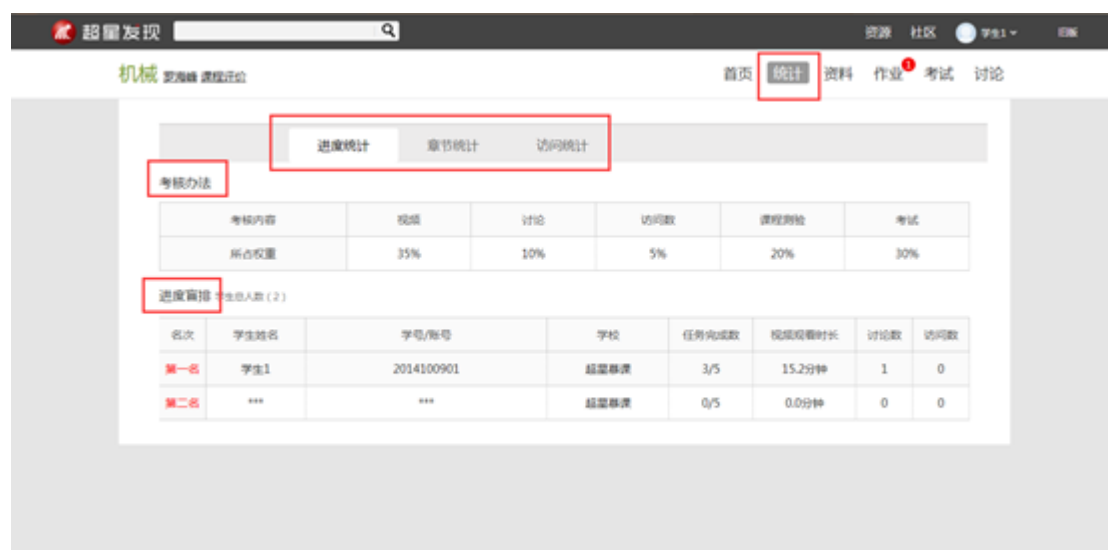 超星发现 资源 社区 学生1 旧版
机械 课程评价 首页 统计 资料 作业 1 考试 讨论
进度统计 章节统计 访问统计
考核办法
考核内容 视频 讨论 访问数 课程测验 考试
所占权重 35% 10% 5% 20% 30%
进度盲排 学生总人数 ( 2 )
名次 学生姓名 学号/账号 学校 任务完成数 视频观看时长 讨论数 访问数
第一名 学生1 2014100901 超星慕课 3/5 15.2分钟 1 0
第二名 *** *** 超星慕课 0/5 0.0分钟 0 0